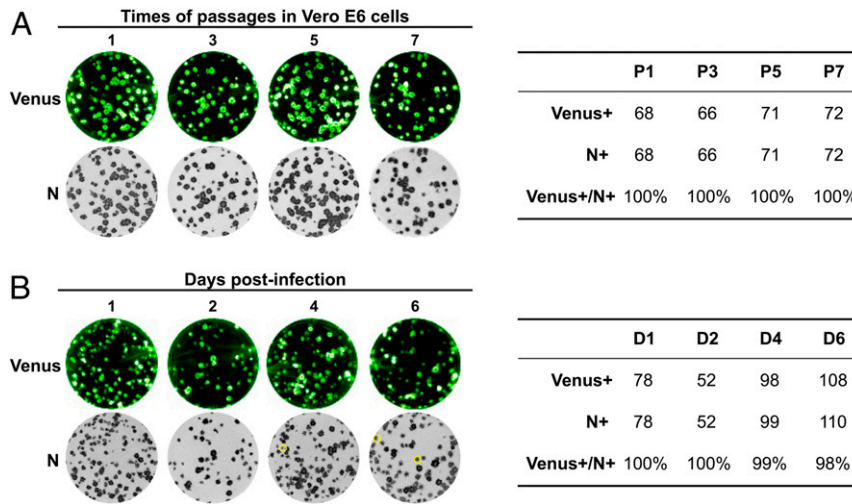 A
Times of passages in Vero E6 cells
1 3 5 7
Venus
N
P1 P3 P5 P7
Venus+ 68 66 71 72
N+ 68 66 71 72
Venus+/N+ 100% 100% 100% 100%
B
Days post-infection
1 2 4 6
Venus
N
D1 D2 D4 D6
Venus+ 78 52 98 108
N+ 78 52 99 110
Venus+/N+ 100% 100% 99% 98%